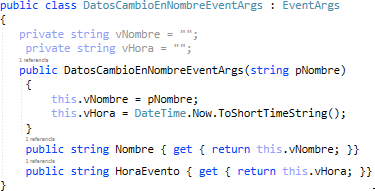 public class DatosCambioEnNombreEventArgs : EventArgs
{
private string vNombre = "";
private string vHora = "";
1 referencia
public DatosCambioEnNombreEventArgs(string pNombre)
{
this.vNombre = pNombre;
this.vHora = DateTime.Now.ToShortTimeString();
}
1 referencia
public string Nombre { get { return this.vNombre; }}
1 referencia
public string HoraEvento { get { return this.vHora; }}
}